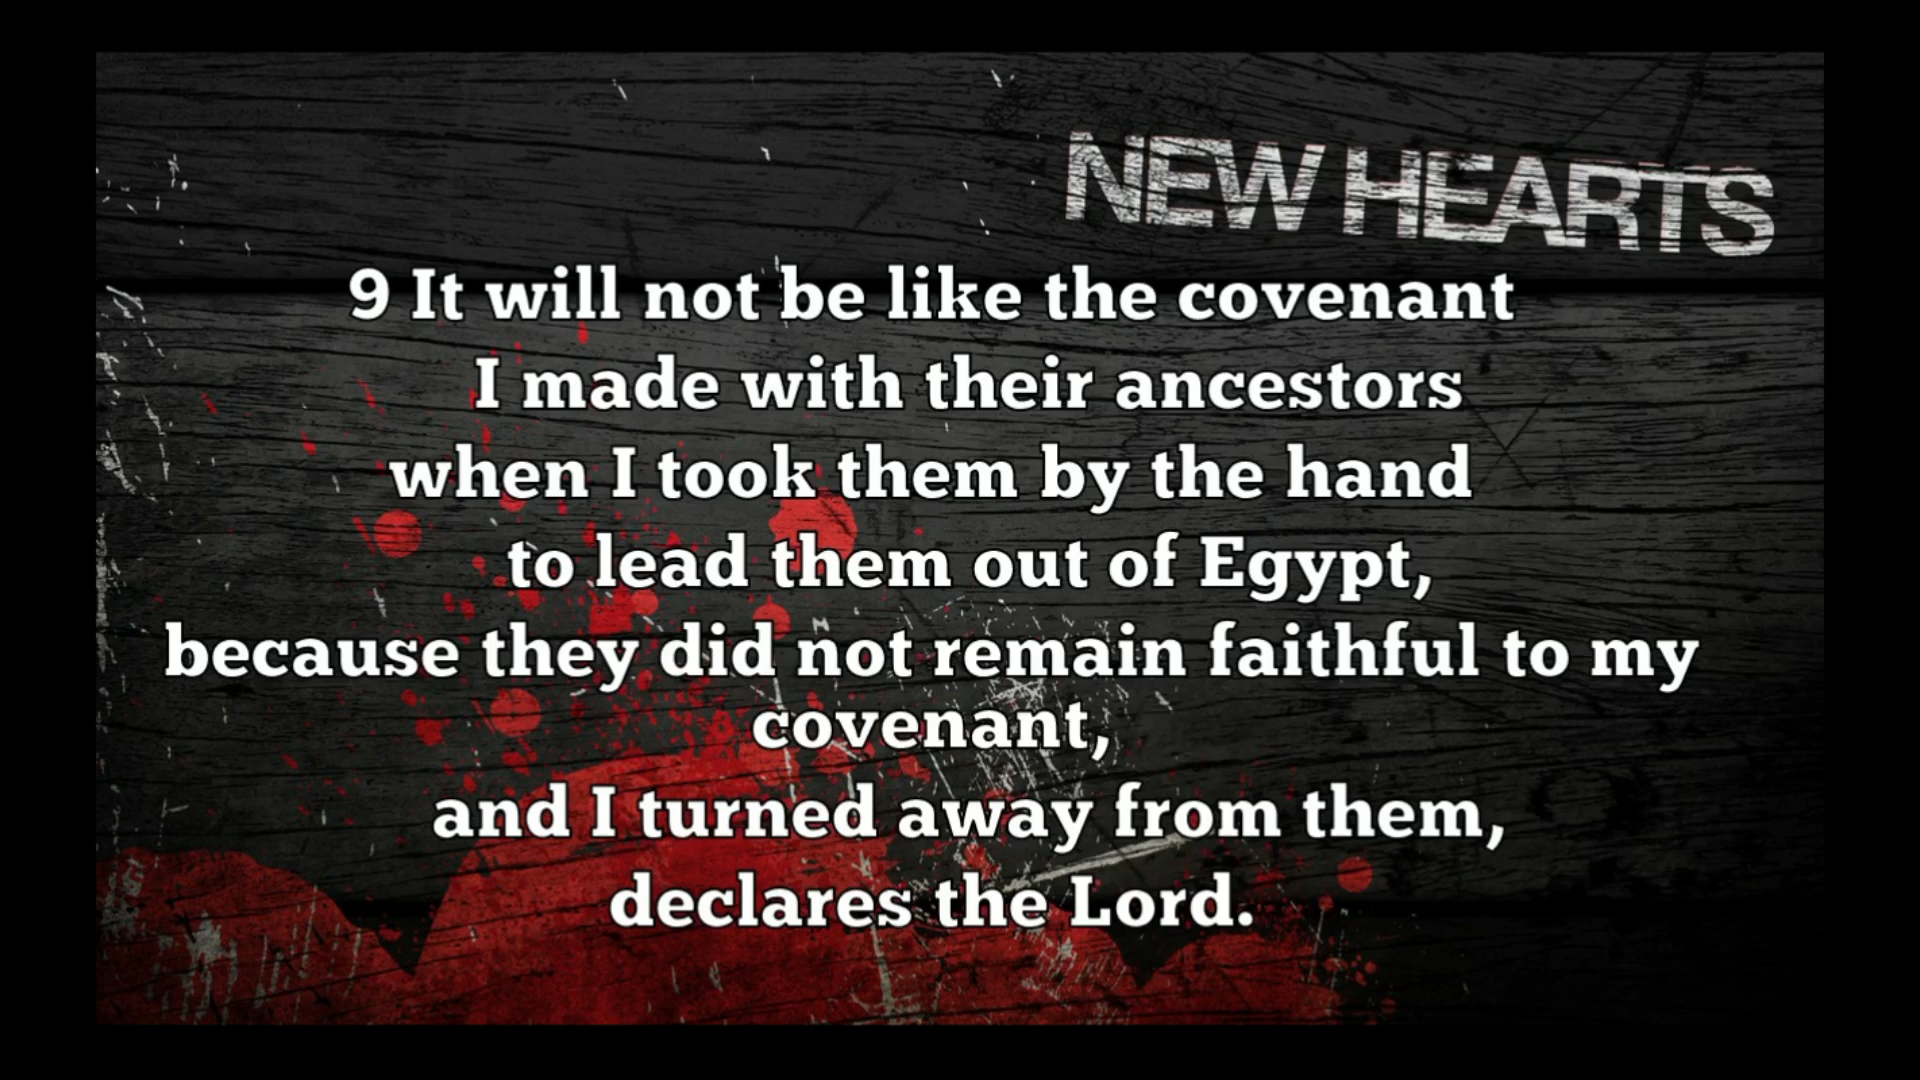 NEW HEARTS
9 It will not be like the covenant
I made with their ancestors
when I took them by the hand
to lead them out of Egypt,
because they did not remain faithful to my
covenant,
and I turned away from them,
declares the Lord.